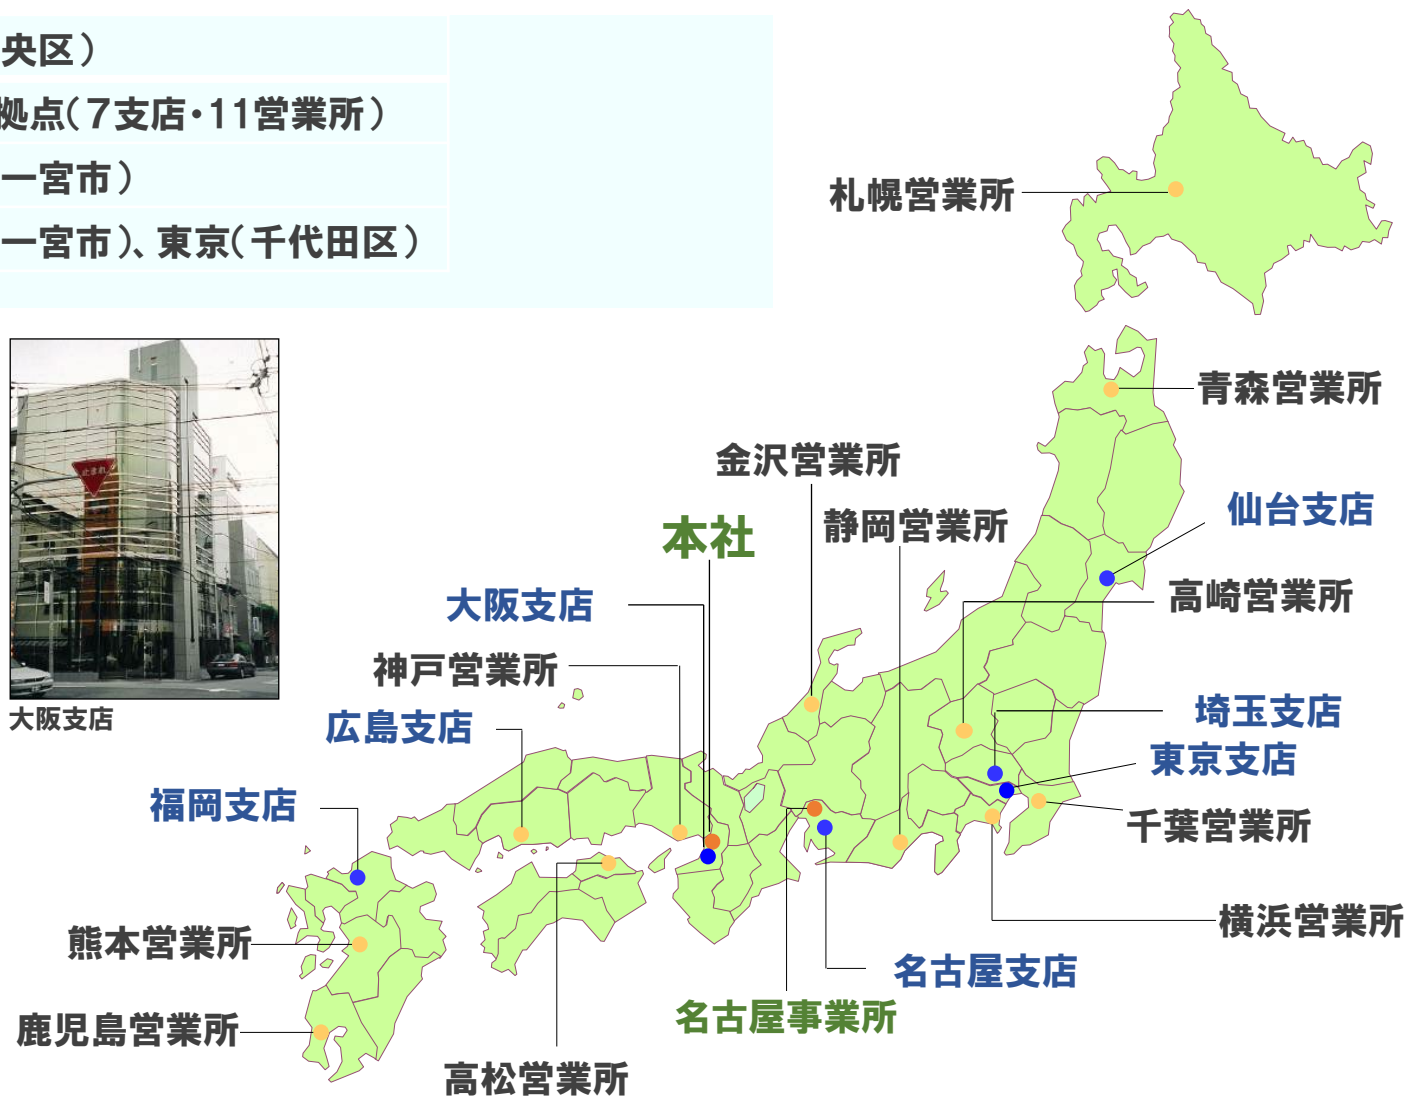 央区）
拠点（７支店・11営業所）
一宮市）
一宮市）、東京（千代田区）
札幌営業所
青森営業所
金沢営業所
静岡営業所
仙台支店
本社
高崎営業所
大阪支店
神戸営業所
広島支店
埼玉支店
東京支店
福岡支店
千葉営業所
止まれ
大阪支店
熊本営業所
横浜営業所
名古屋支店
名古屋事業所
鹿児島営業所
高松営業所